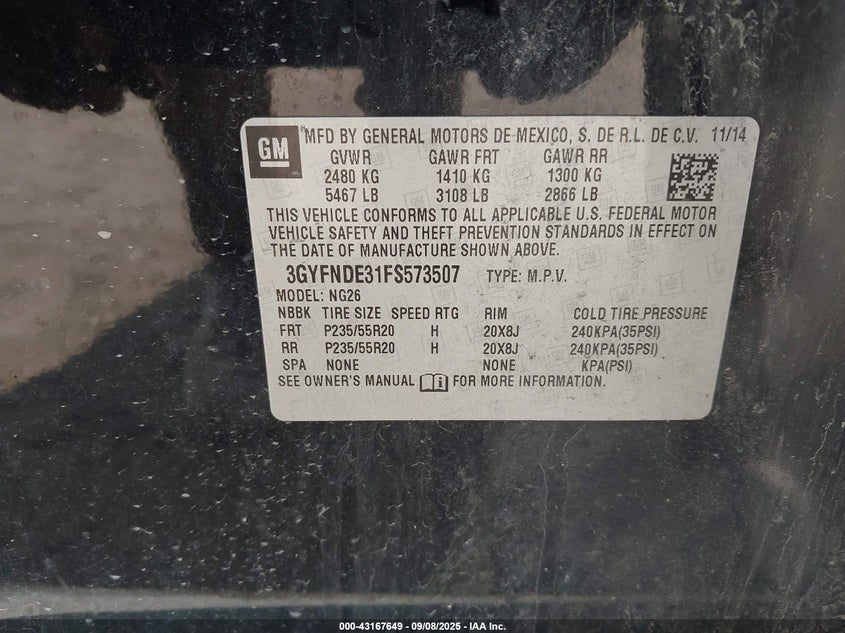 GM MFD BY GENERAL MOTORS DE MEXICO, S. DE R.L. DE C.V. 11/14
GVWR GAWR FRT GAWR RR
2480 KG 1410 KG 1300 KG
5467 LB 3108 LB 2866 LB
THIS VEHICLE CONFORMS TO ALL APPLICABLE U.S. FEDERAL MOTOR
VEHICLE SAFETY AND THEFT PREVENTION STANDARDS IN EFFECT ON
THE DATE OF MANUFACTURE SHOWN ABOVE.
3GYFNDE31FS573507 TYPE: M.P.V.
MODEL: NG26
NBBK TIRE SIZE SPEED RTG RIM COLD TIRE PRESSURE
FRT P235/55R20 H 20X8J 240KPA(35PSI)
RR P235/55R20 H 20X8J 240KPA(35PSI)
SPA NONE NONE KPA(PSI)
SEE OWNER'S MANUAL FOR MORE INFORMATION.
000-43167649 - 09/08/2025 - IAA Inc.